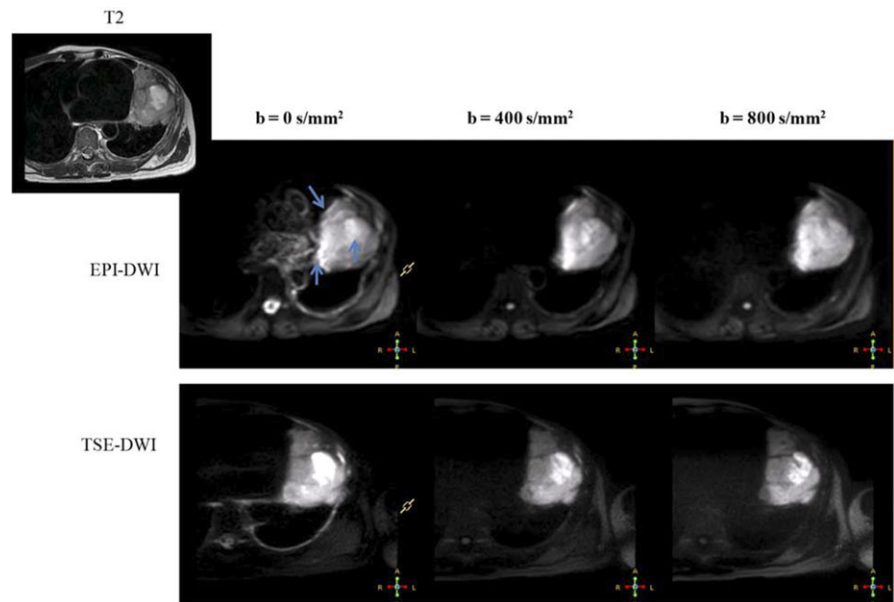 T2
b = 0 s/mm²
b = 400 s/mm²
b = 800 s/mm²
EPI-DWI
A
R L
A
R L
A
R L
TSE-DWI
A
R L
A
R L
A
R L